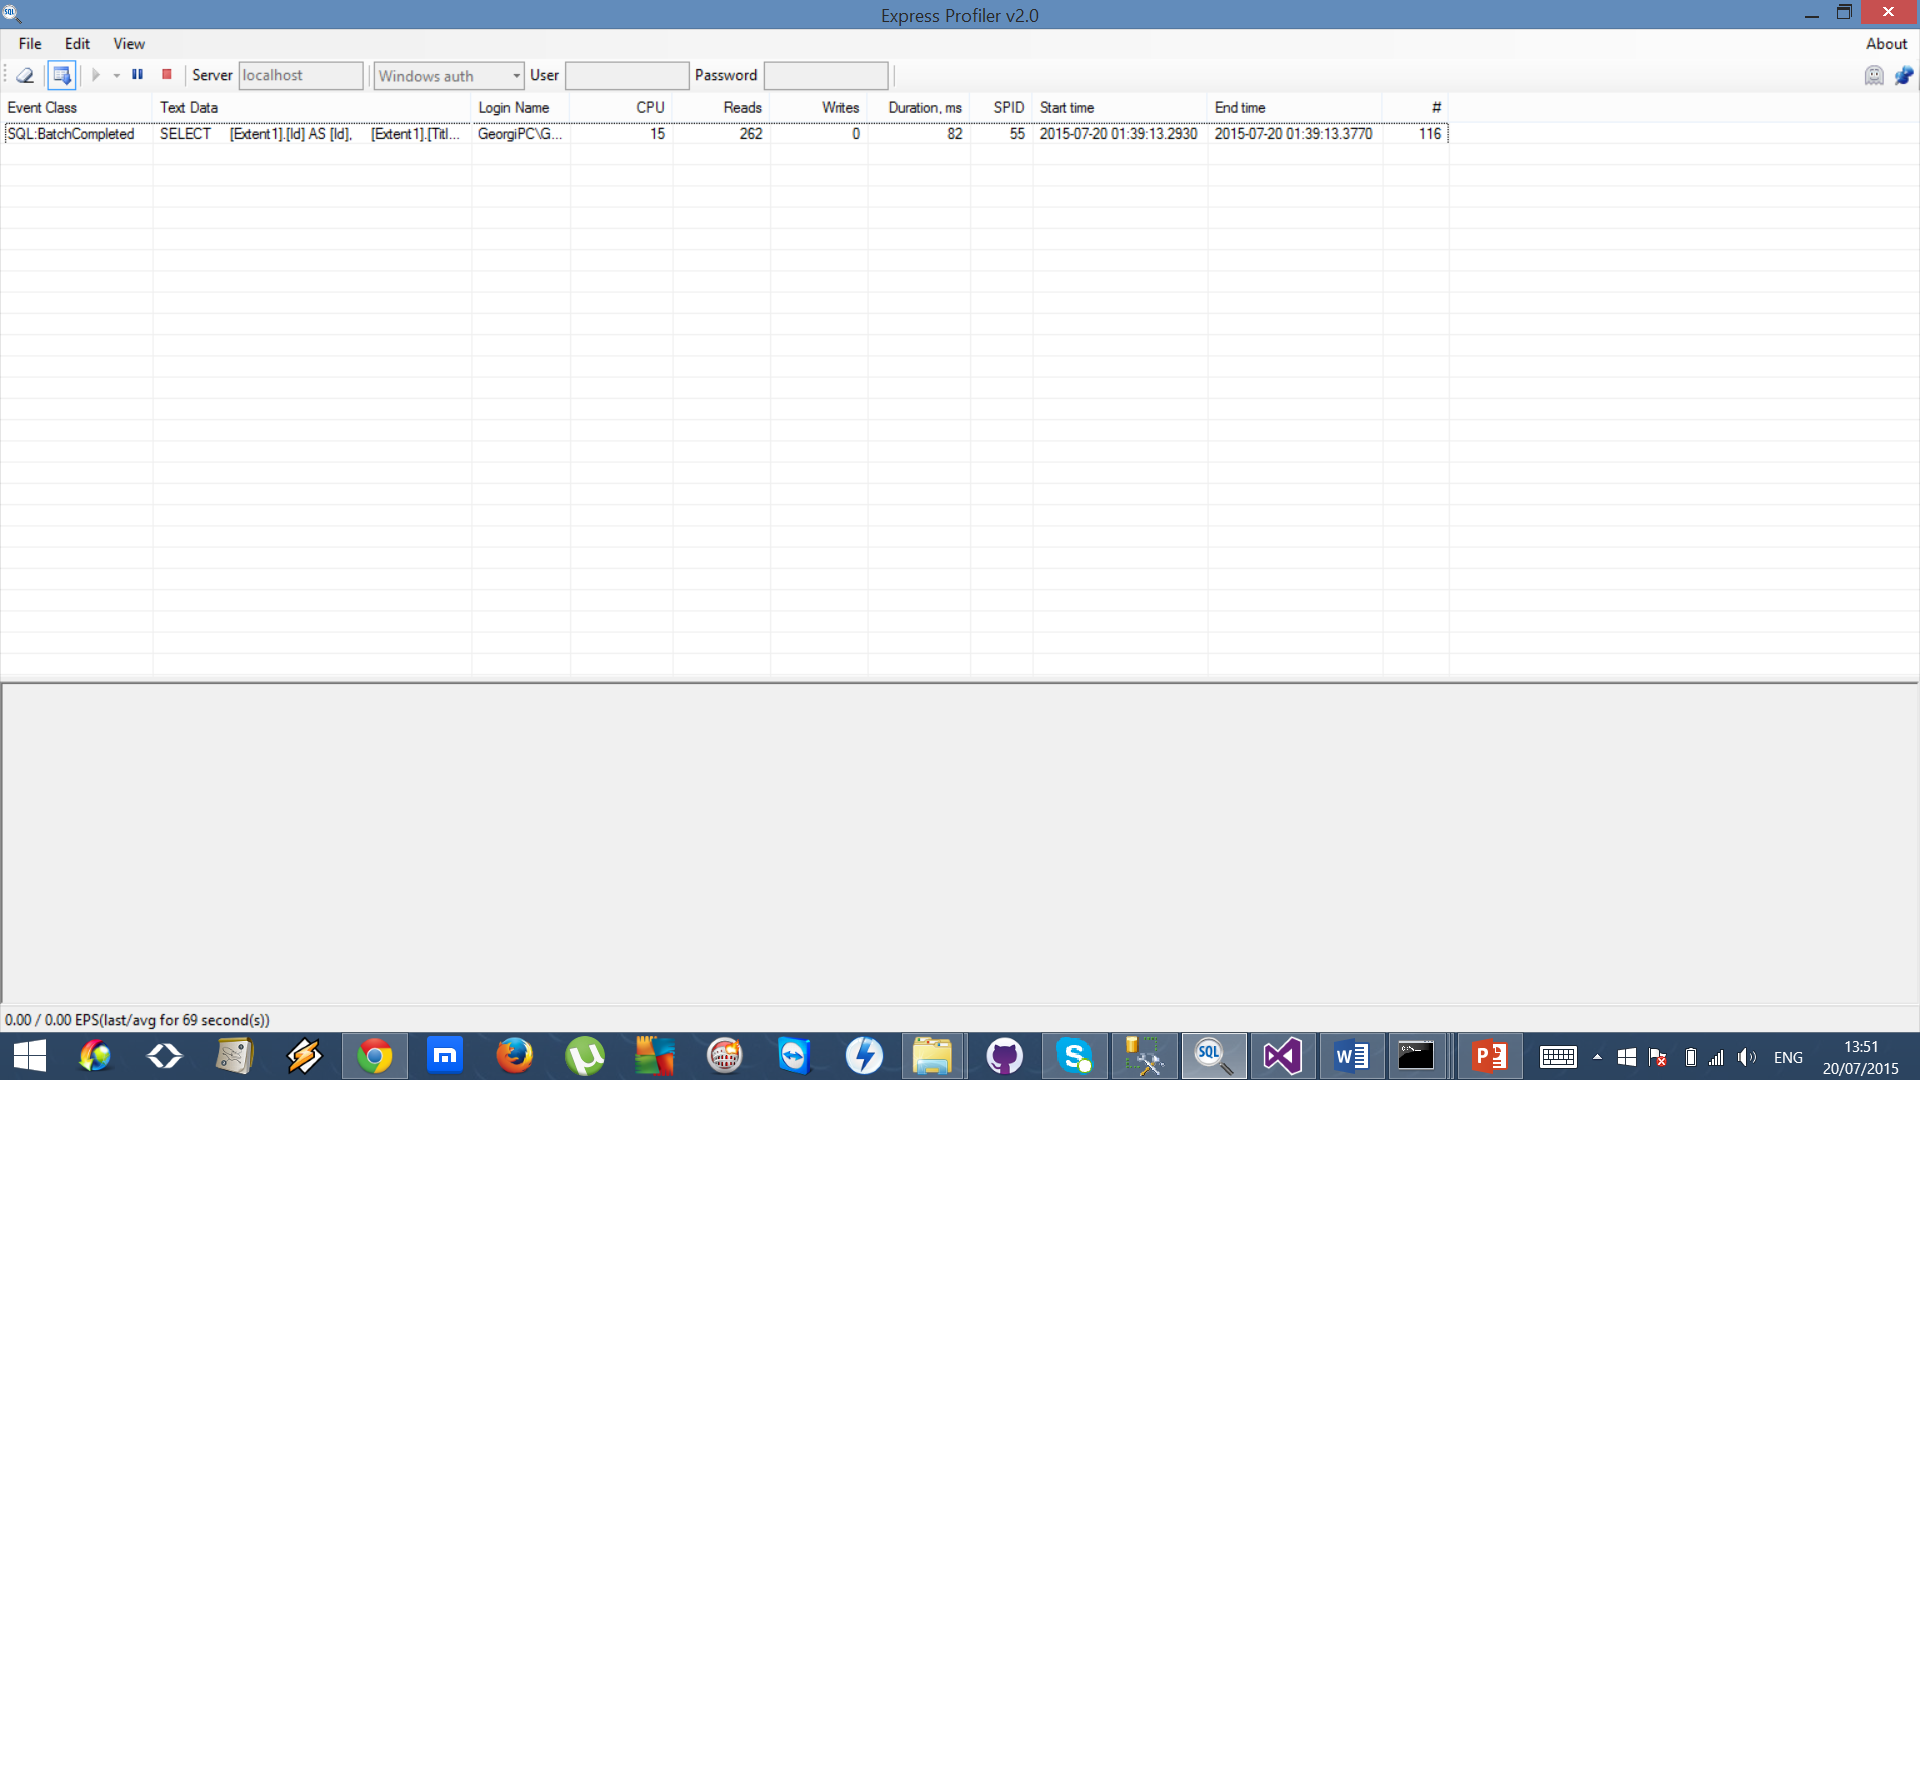 Express Profiler v2.0
File Edit View About
Server localhost Windows auth User Password
Event Class Text Data Login Name CPU Reads Writes Duration, ms SPID Start time End time #
SQL:BatchCompleted SELECT [Extent1].[Id] AS [Id], [Extent1].[Titl... GeorgiPC\G... 15 262 0 82 55 2015-07-20 01:39:13.2930 2015-07-20 01:39:13.3770 116
0.00 / 0.00 EPS(last/avg for 69 second(s))
SQL
ENG
13:51
20/07/2015